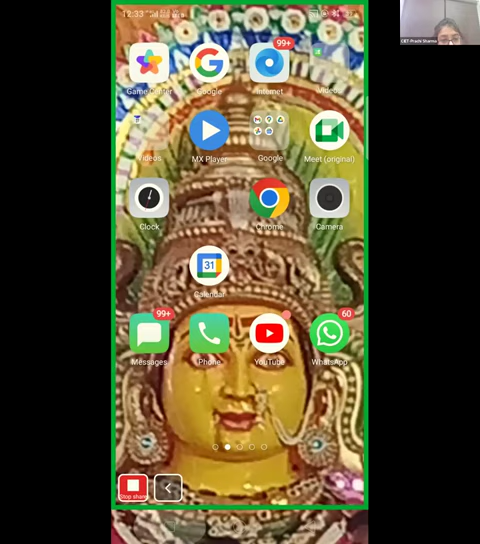 12:33
99+
Game Center
Google
Internet
Videos
Videos
MX Player
Google
Meet (original)
Clock
Chrome
Camera
31
Calendar
99+
60
Messages
Phone
YouTube
WhatsApp
Stop share